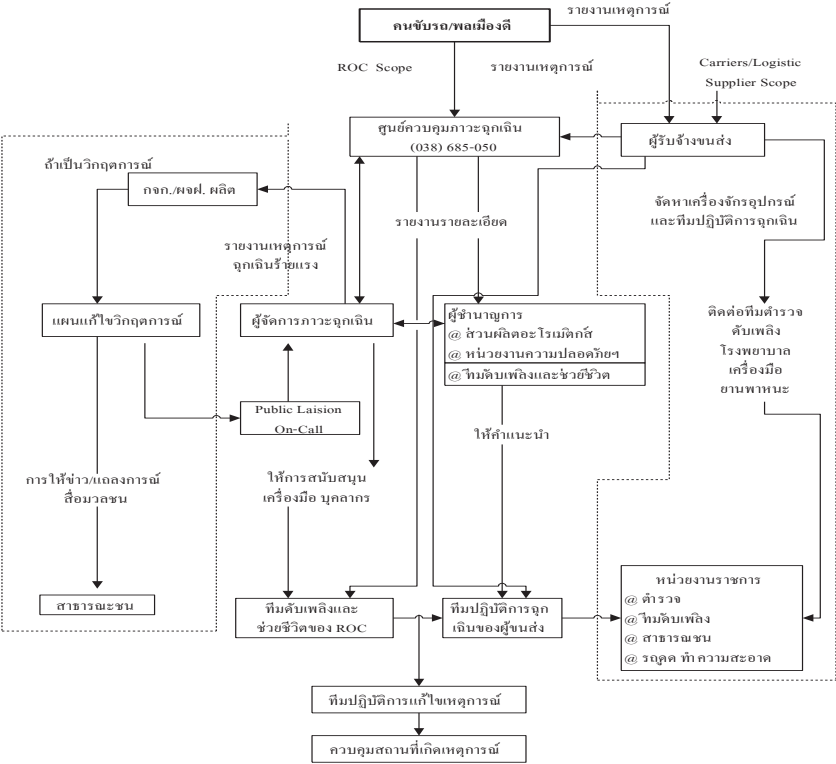 คนขับรถ/พลเมืองดี
รายงานเหตุการณ์
ROC Scope
รายงานเหตุการณ์
Carriers/Logistic
Supplier Scope
ศูนย์ควบคุมภาวะฉุกเฉิน
(038) 685-050
ผู้รับจ้างขนส่ง
ถ้าเป็นวิกฤตการณ์
กจก./ผจฝ. ผลิต
รายงานรายละเอียด
จัดหาเครื่องจักรอุปกรณ์
และทีมปฏิบัติการฉุกเฉิน
รายงานเหตุการณ์
ฉุกเฉินร้ายแรง
แผนแก้ไขวิกฤตการณ์
ผู้จัดการภาวะฉุกเฉิน
ผู้ชำนาญการ
@ ส่วนผลิตอะโรเมติกส์
@ หน่วยงานความปลอดภัยฯ
@ ทีมดับเพลิงและช่วยชีวิต
ติดต่อทีมตำรวจ
ดับเพลิง
โรงพยาบาล
เครื่องมือ
ยานพาหนะ
Public Laision
On-Call
ให้คำแนะนำ
การให้ข่าว/แถลงการณ์
สื่อมวลชน
ให้การสนับสนุน
เครื่องมือ บุคลากร
สาธารณะชน
ทีมดับเพลิงและ
ช่วยชีวิตของ ROC
ทีมปฏิบัติการฉุก
เฉินของผู้ขนส่ง
หน่วยงานราชการ
@ ตำรวจ
@ ทีมดับเพลิง
@ สาธารณชน
@ รถดูด ทำความสะอาด
ทีมปฏิบัติการแก้ไขเหตุการณ์
ควบคุมสถานที่เกิดเหตุการณ์